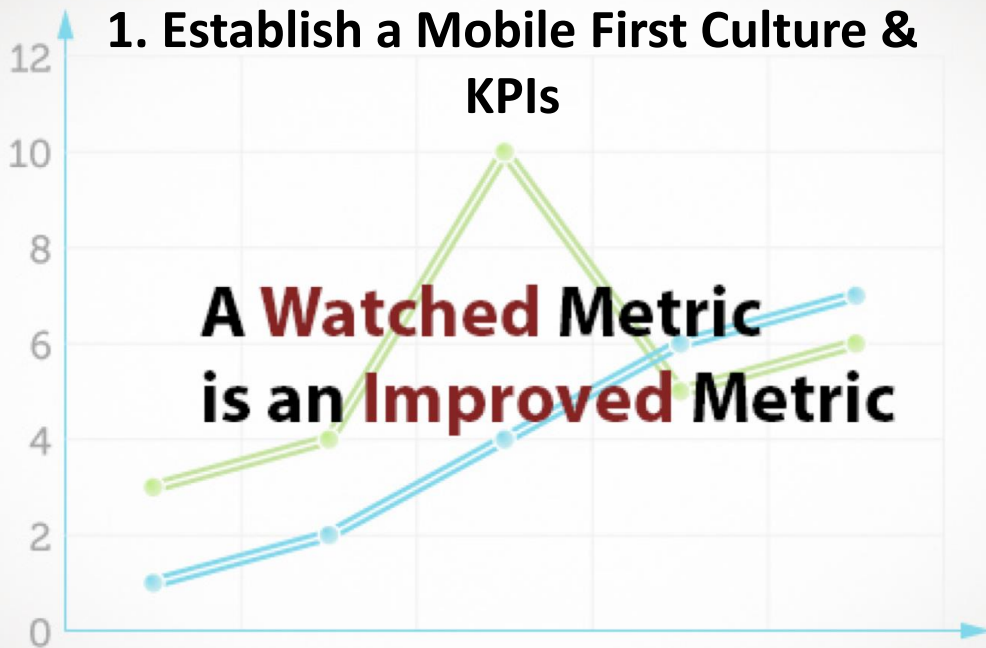 1. Establish a Mobile First Culture &
KPIs
12
10
8
6
4
2
0
A Watched Metric
is an Improved Metric